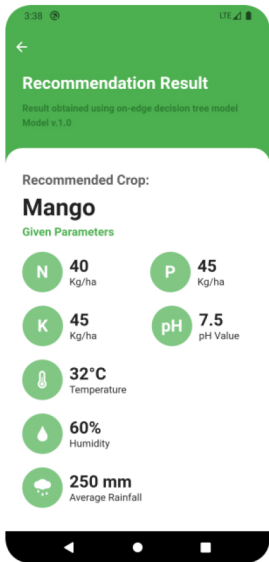 3:38 LTE
Recommendation Result
Result obtained using on-edge decision tree model
Model v.1.0
Recommended Crop:
Mango
Given Parameters
N 40 P 45
Kg/ha Kg/ha
K 45 pH 7.5
Kg/ha pH Value
32°C
Temperature
60%
Humidity
250 mm
Average Rainfall